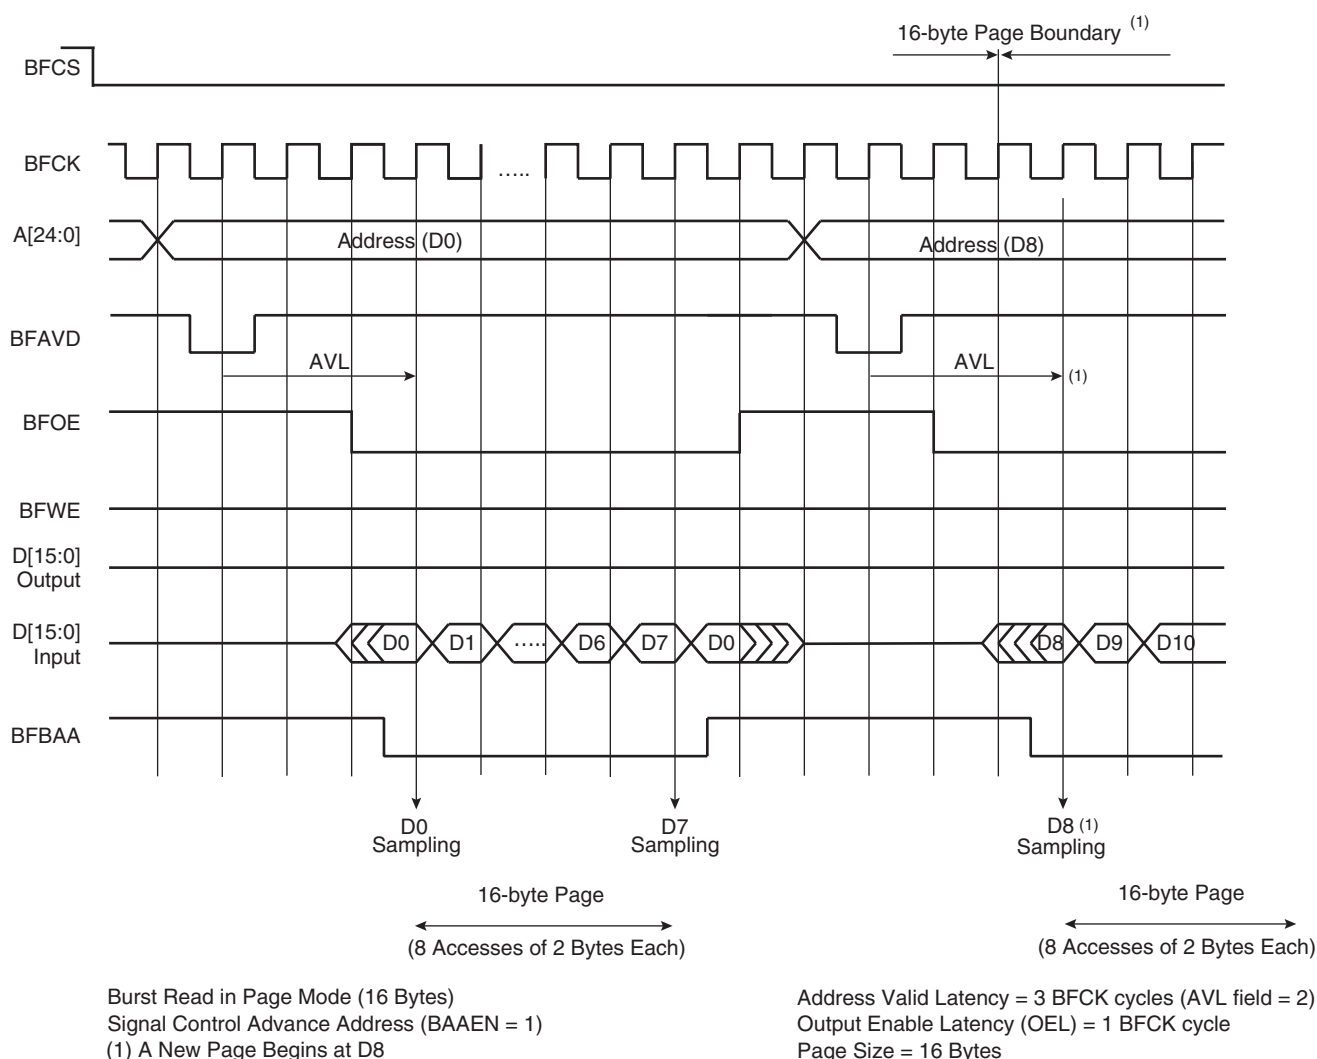 16-byte Page Boundary (1)
BFCS
BFCK
.....
A[24:0]
Address (D0)
Address (D8)
BFAVD
AVL
AVL
(1)
BFOE
BFWE
D[15:0]
Output
D[15:0]
Input
D0
D1
.....
D6
D7
D0
D8
D9
D10
BFBAA
D0
Sampling
D7
Sampling
D8 (1)
Sampling
16-byte Page
(8 Accesses of 2 Bytes Each)
16-byte Page
(8 Accesses of 2 Bytes Each)
Burst Read in Page Mode (16 Bytes)
Signal Control Advance Address (BAAEN = 1)
(1) A New Page Begins at D8
Address Valid Latency = 3 BFCK cycles (AVL field = 2)
Output Enable Latency (OEL) = 1 BFCK cycle
Page Size = 16 Bytes